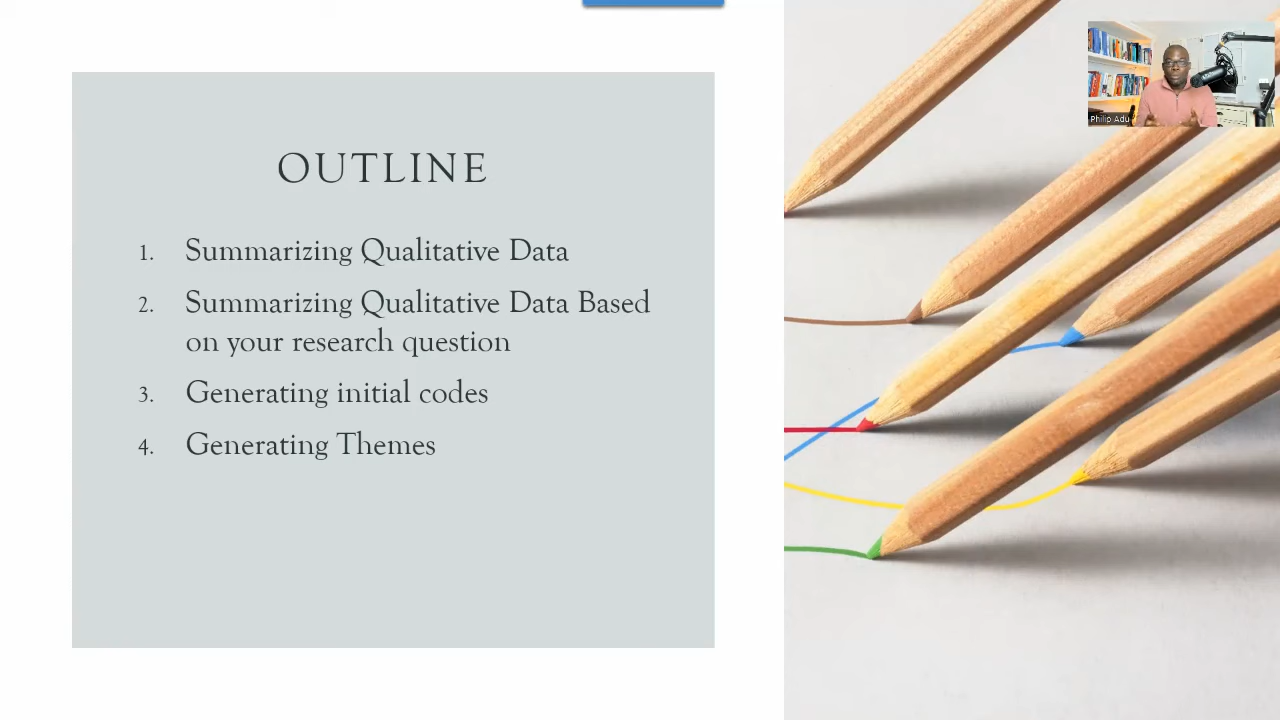 OUTLINE
1. Summarizing Qualitative Data
2. Summarizing Qualitative Data Based
on your research question
3. Generating initial codes
4. Generating Themes
Philip Adu